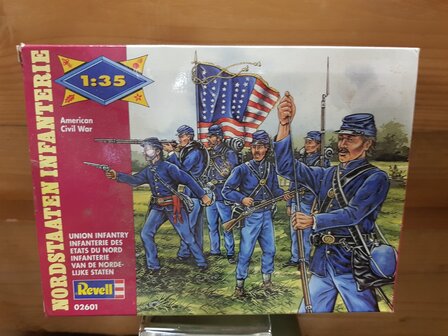 NORDSTAATEN INFANTERIE
1:35
American
Civil War
UNION INFANTRY
INFANTERIE DES
ETATS DU NORD
INFANTERIE
VAN DE NORDE-
LIJKE STATEN
Revell
02601